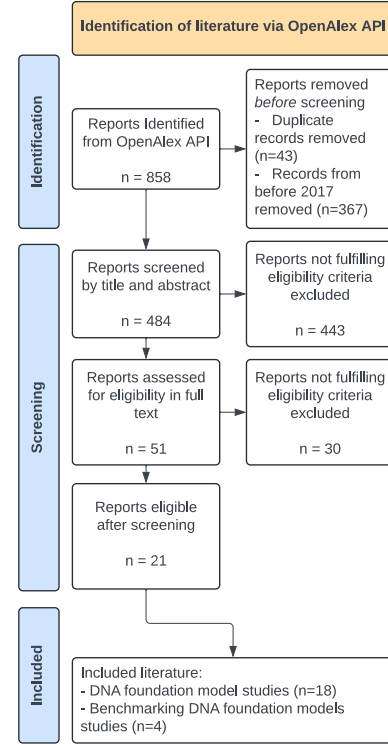 Identification of literature via OpenAlex API
Identification
Reports Identified
from OpenAlex API
n = 858
Reports removed
before screening
- Duplicate
records removed
(n=43)
- Records from
before 2017
removed (n=367)
Screening
Reports screened
by title and abstract
n = 484
Reports not fulfilling
eligibility criteria
excluded
n = 443
Reports assessed
for eligibility in full
text
n = 51
Reports not fulfilling
eligibility criteria
excluded
n = 30
Reports eligible
after screening
n = 21
Included
Included literature:
- DNA foundation model studies (n=18)
- Benchmarking DNA foundation models
studies (n=4)